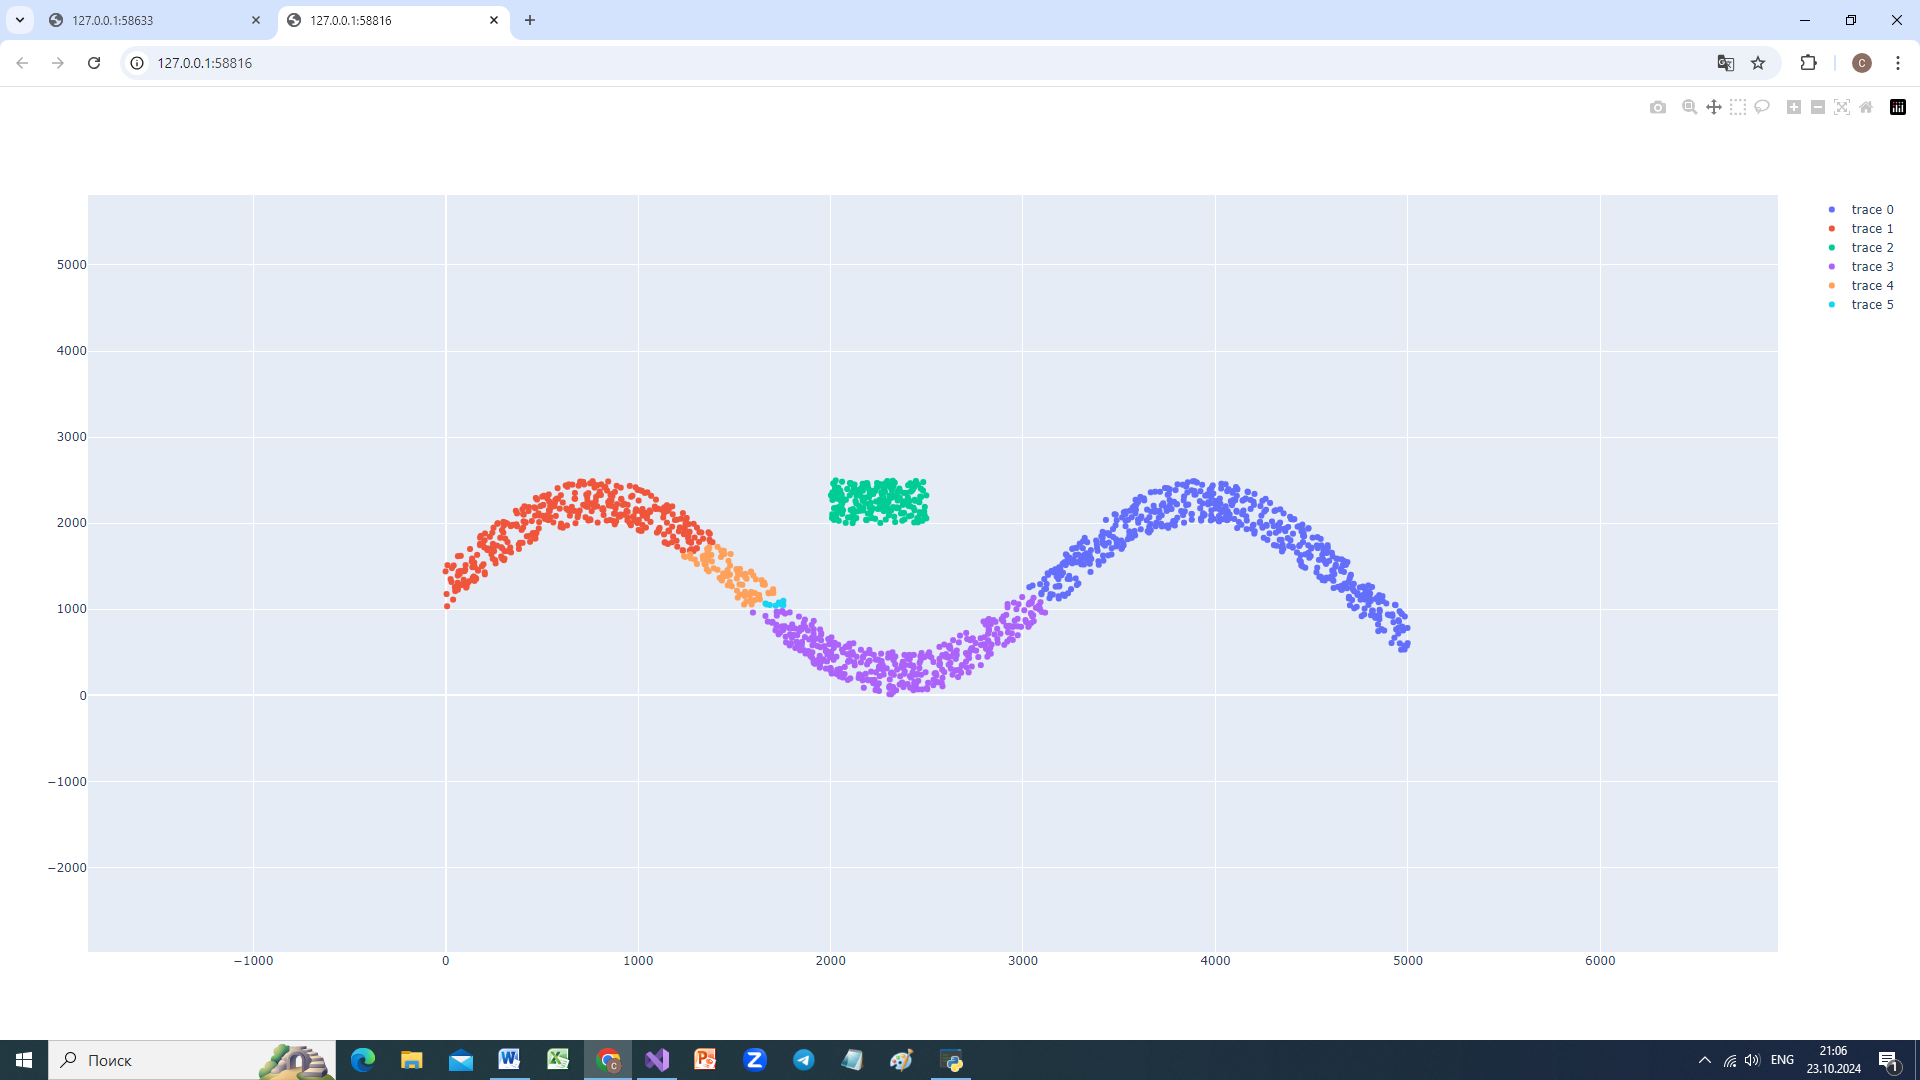 127.0.0.1:58633
127.0.0.1:58816
127.0.0.1:58816
C
trace 0
trace 1
trace 2
trace 3
trace 4
trace 5
5000
4000
3000
2000
1000
0
−1000
−2000
−1000
0
1000
2000
3000
4000
5000
6000
Поиск
W
X
C
P
Z
ENG
21:06
23.10.2024
1